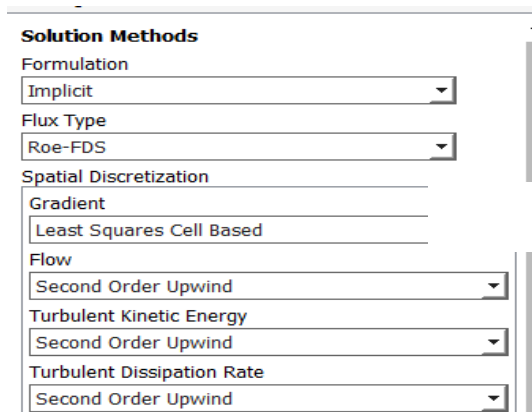 Solution Methods
Formulation
Implicit
Flux Type
Roe-FDS
Spatial Discretization
Gradient
Least Squares Cell Based
Flow
Second Order Upwind
Turbulent Kinetic Energy
Second Order Upwind
Turbulent Dissipation Rate
Second Order Upwind